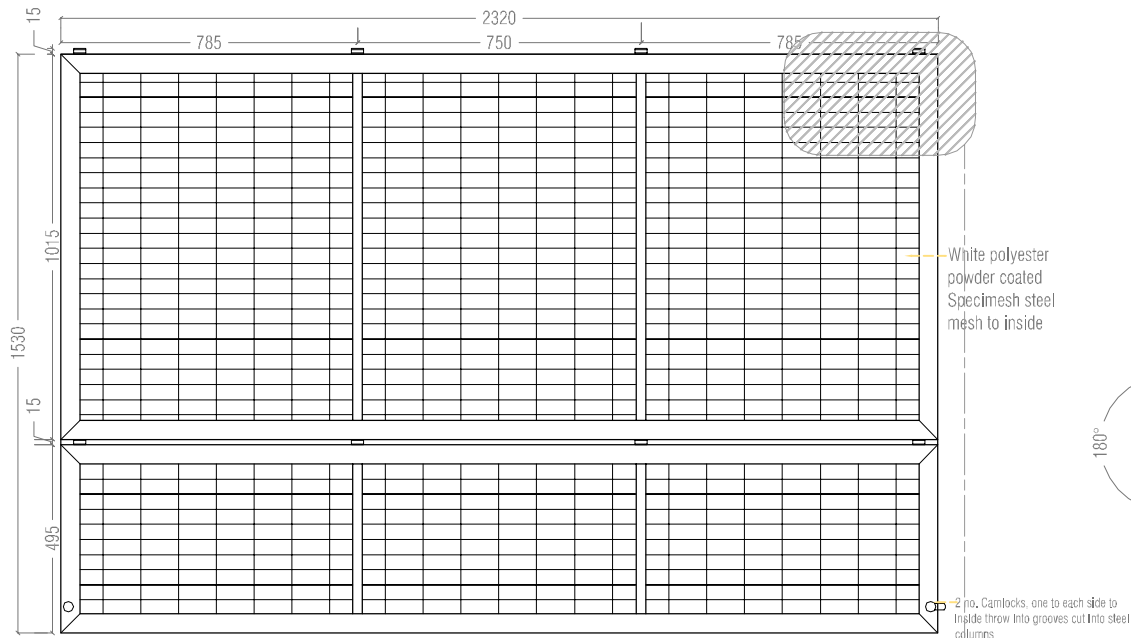 15
2320
785
750
785
1015
1530
15
495
White polyester
powder coated
Specimesh steel
mesh to inside
180°
2 no. Camlocks, one to each side to
inside throw into grooves cut into steel
columns